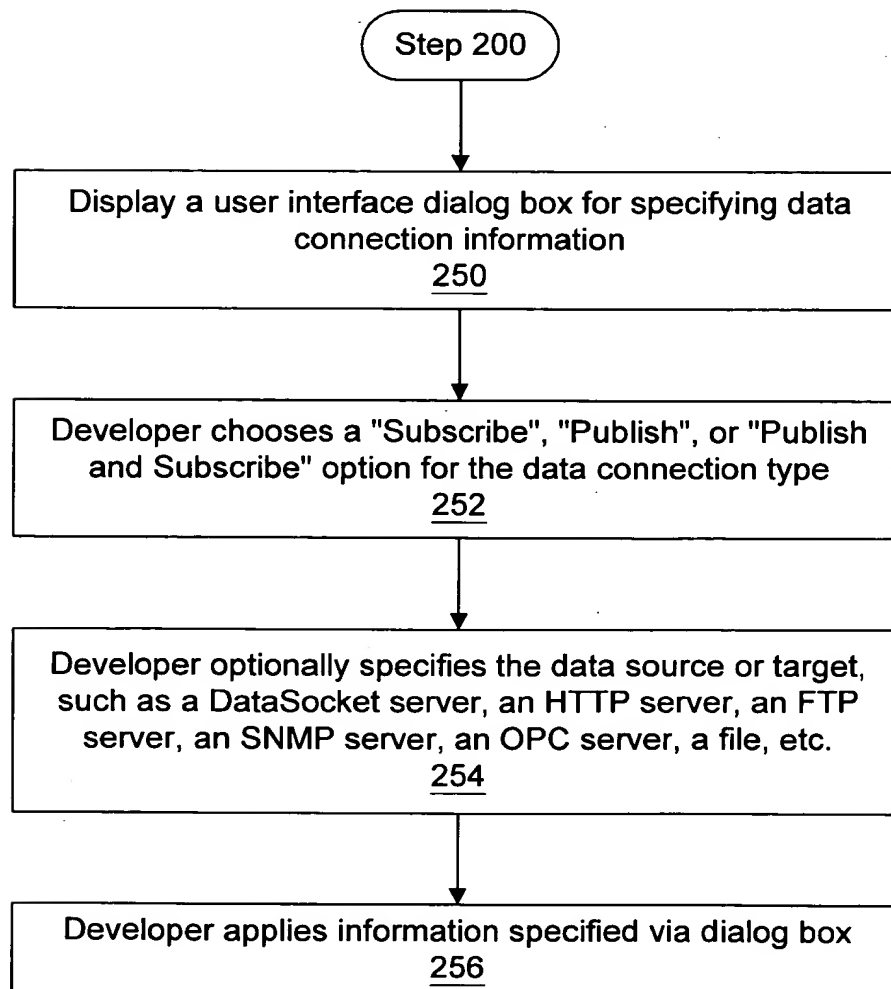 Step 200
Display a user interface dialog box for specifying data
connection information
250
Developer chooses a "Subscribe", "Publish", or "Publish
and Subscribe" option for the data connection type
252
Developer optionally specifies the data source or target,
such as a DataSocket server, an HTTP server, an FTP
server, an SNMP server, an OPC server, a file, etc.
254
Developer applies information specified via dialog box
256